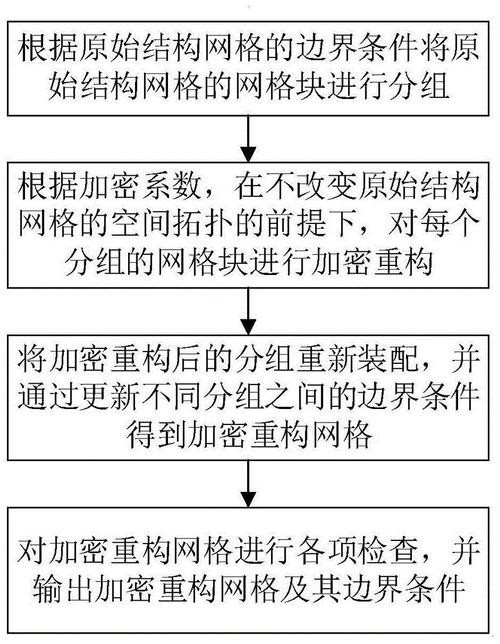 根据原始结构网格的边界条件将原
始结构网格的网格块进行分组
根据加密系数，在不改变原始结构
网格的空间拓扑的前提下，对每个
分组的网格块进行加密重构
将加密重构后的分组重新装配，并
通过更新不同分组之间的边界条件
得到加密重构网格
对加密重构网格进行各项检查，并
输出加密重构网格及其边界条件